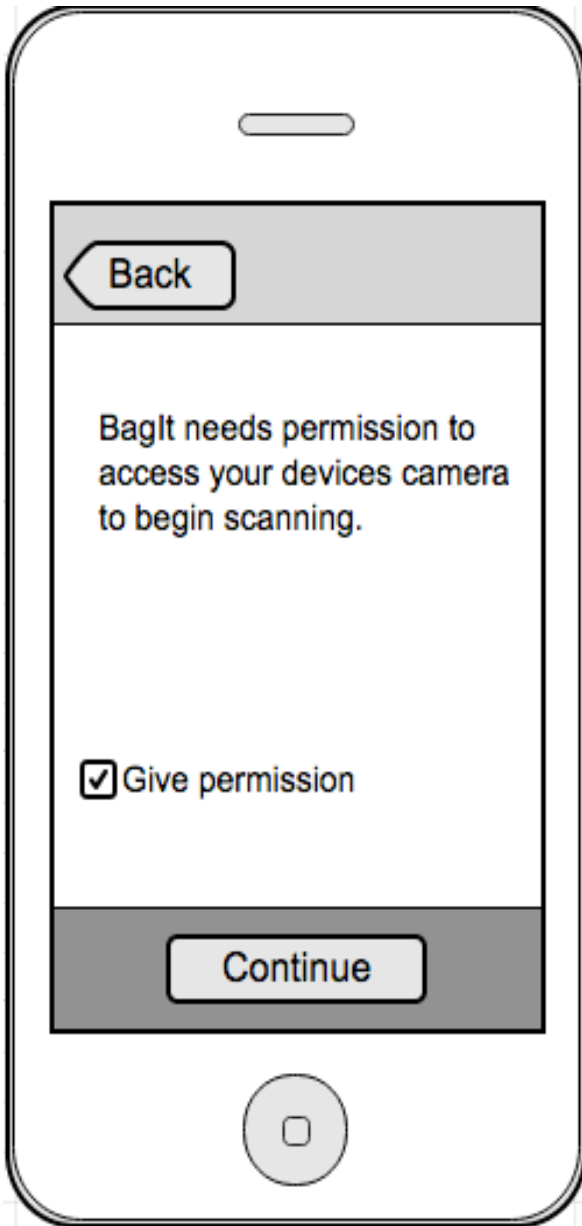 Back
BagIt needs permission to
access your devices camera
to begin scanning.
Give permission
Continue